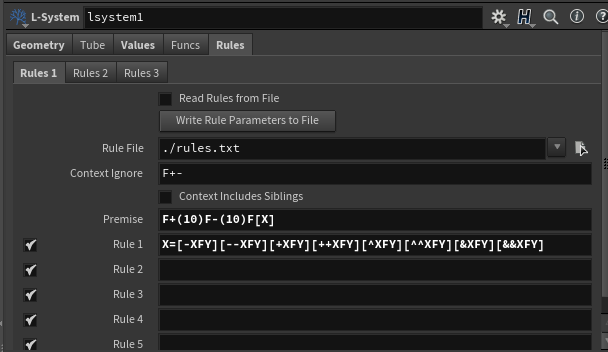 L-System lsystem1
Geometry Tube Values Funcs Rules
Rules 1 Rules 2 Rules 3
Read Rules from File
Write Rule Parameters to File
Rule File ./rules.txt
Context Ignore F+-
Context Includes Siblings
Premise F+(10)F-(10)F[X]
Rule 1 X=[-XFY][--XFY][+XFY][++XFY][^XFY][^^XFY][&XFY][&&XFY]
Rule 2
Rule 3
Rule 4
Rule 5